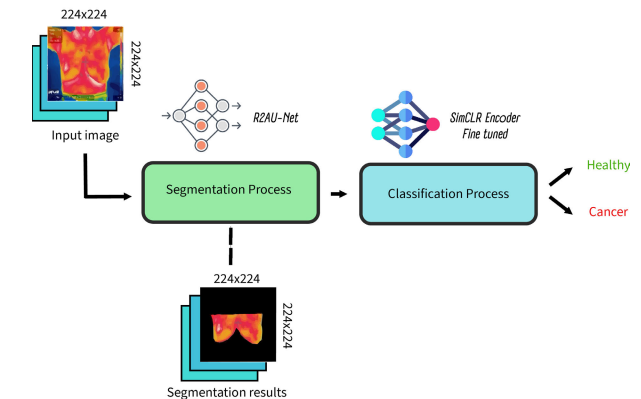 224x224
224x224
Input image
R2AU-Net
SimCLR Encoder
Fine tuned
Segmentation Process
Classification Process
Healthy
Cancer
224x224
224x224
Segmentation results